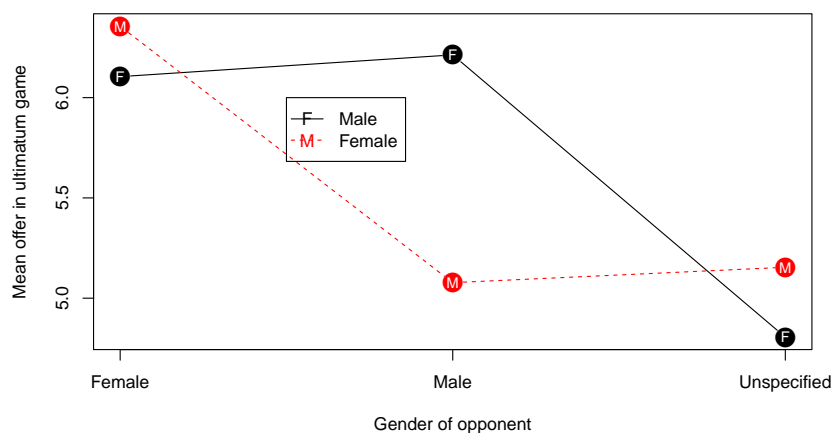 Mean offer in ultimatum game
6.0
5.5
5.0
M
F
F
M
M
F
F Male
M Female
Female Male Unspecified
Gender of opponent